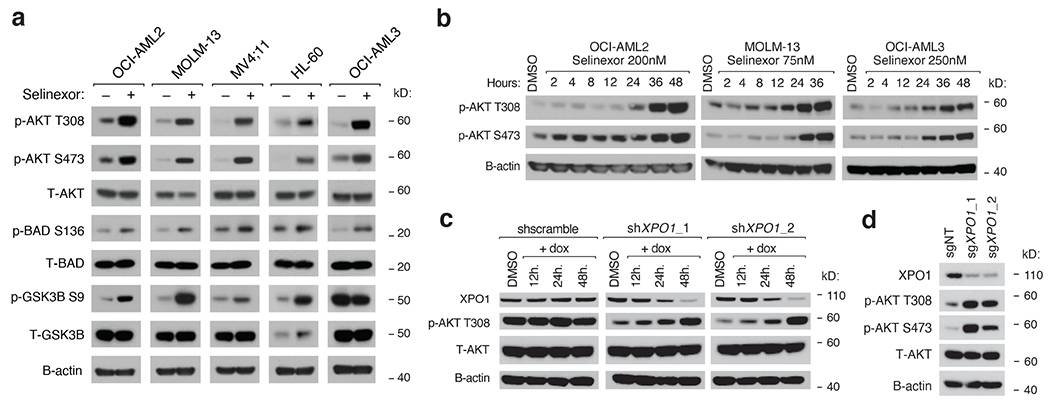 a
OCI-AML2 MOLM-13 MV4;11 HL-60 OCI-AML3
Selinexor: – + – + – + – + – + kD:
p-AKT T308 – 60
p-AKT S473 – 60
T-AKT – 60
p-BAD S136 – 20
T-BAD – 20
p-GSK3B S9 – 50
T-GSK3B – 50
B-actin – 40
b
OCI-AML2 MOLM-13 OCI-AML3
DMSO Selinexor 200nM DMSO Selinexor 75nM DMSO Selinexor 250nM
Hours: 2 4 8 12 24 36 48 2 4 8 12 24 36 2 4 8 12 24 36 48 kD:
p-AKT T308 – 60
p-AKT S473 – 60
B-actin – 40
c
shscramble shXPO1_1 shXPO1_2
+ dox + dox + dox
DMSO 12h. 24h. 48h. DMSO 12h. 24h. 48h. DMSO 12h. 24h. 48h. kD:
XPO1 – 110
p-AKT T308
– 60
T-AKT
– 60
B-actin – 40
d
sgNT sgXPO1_1 sgXPO1_2
kD:
XPO1 – 110
p-AKT T308
– 60
p-AKT S473
– 60
T-AKT
– 60
B-actin – 40